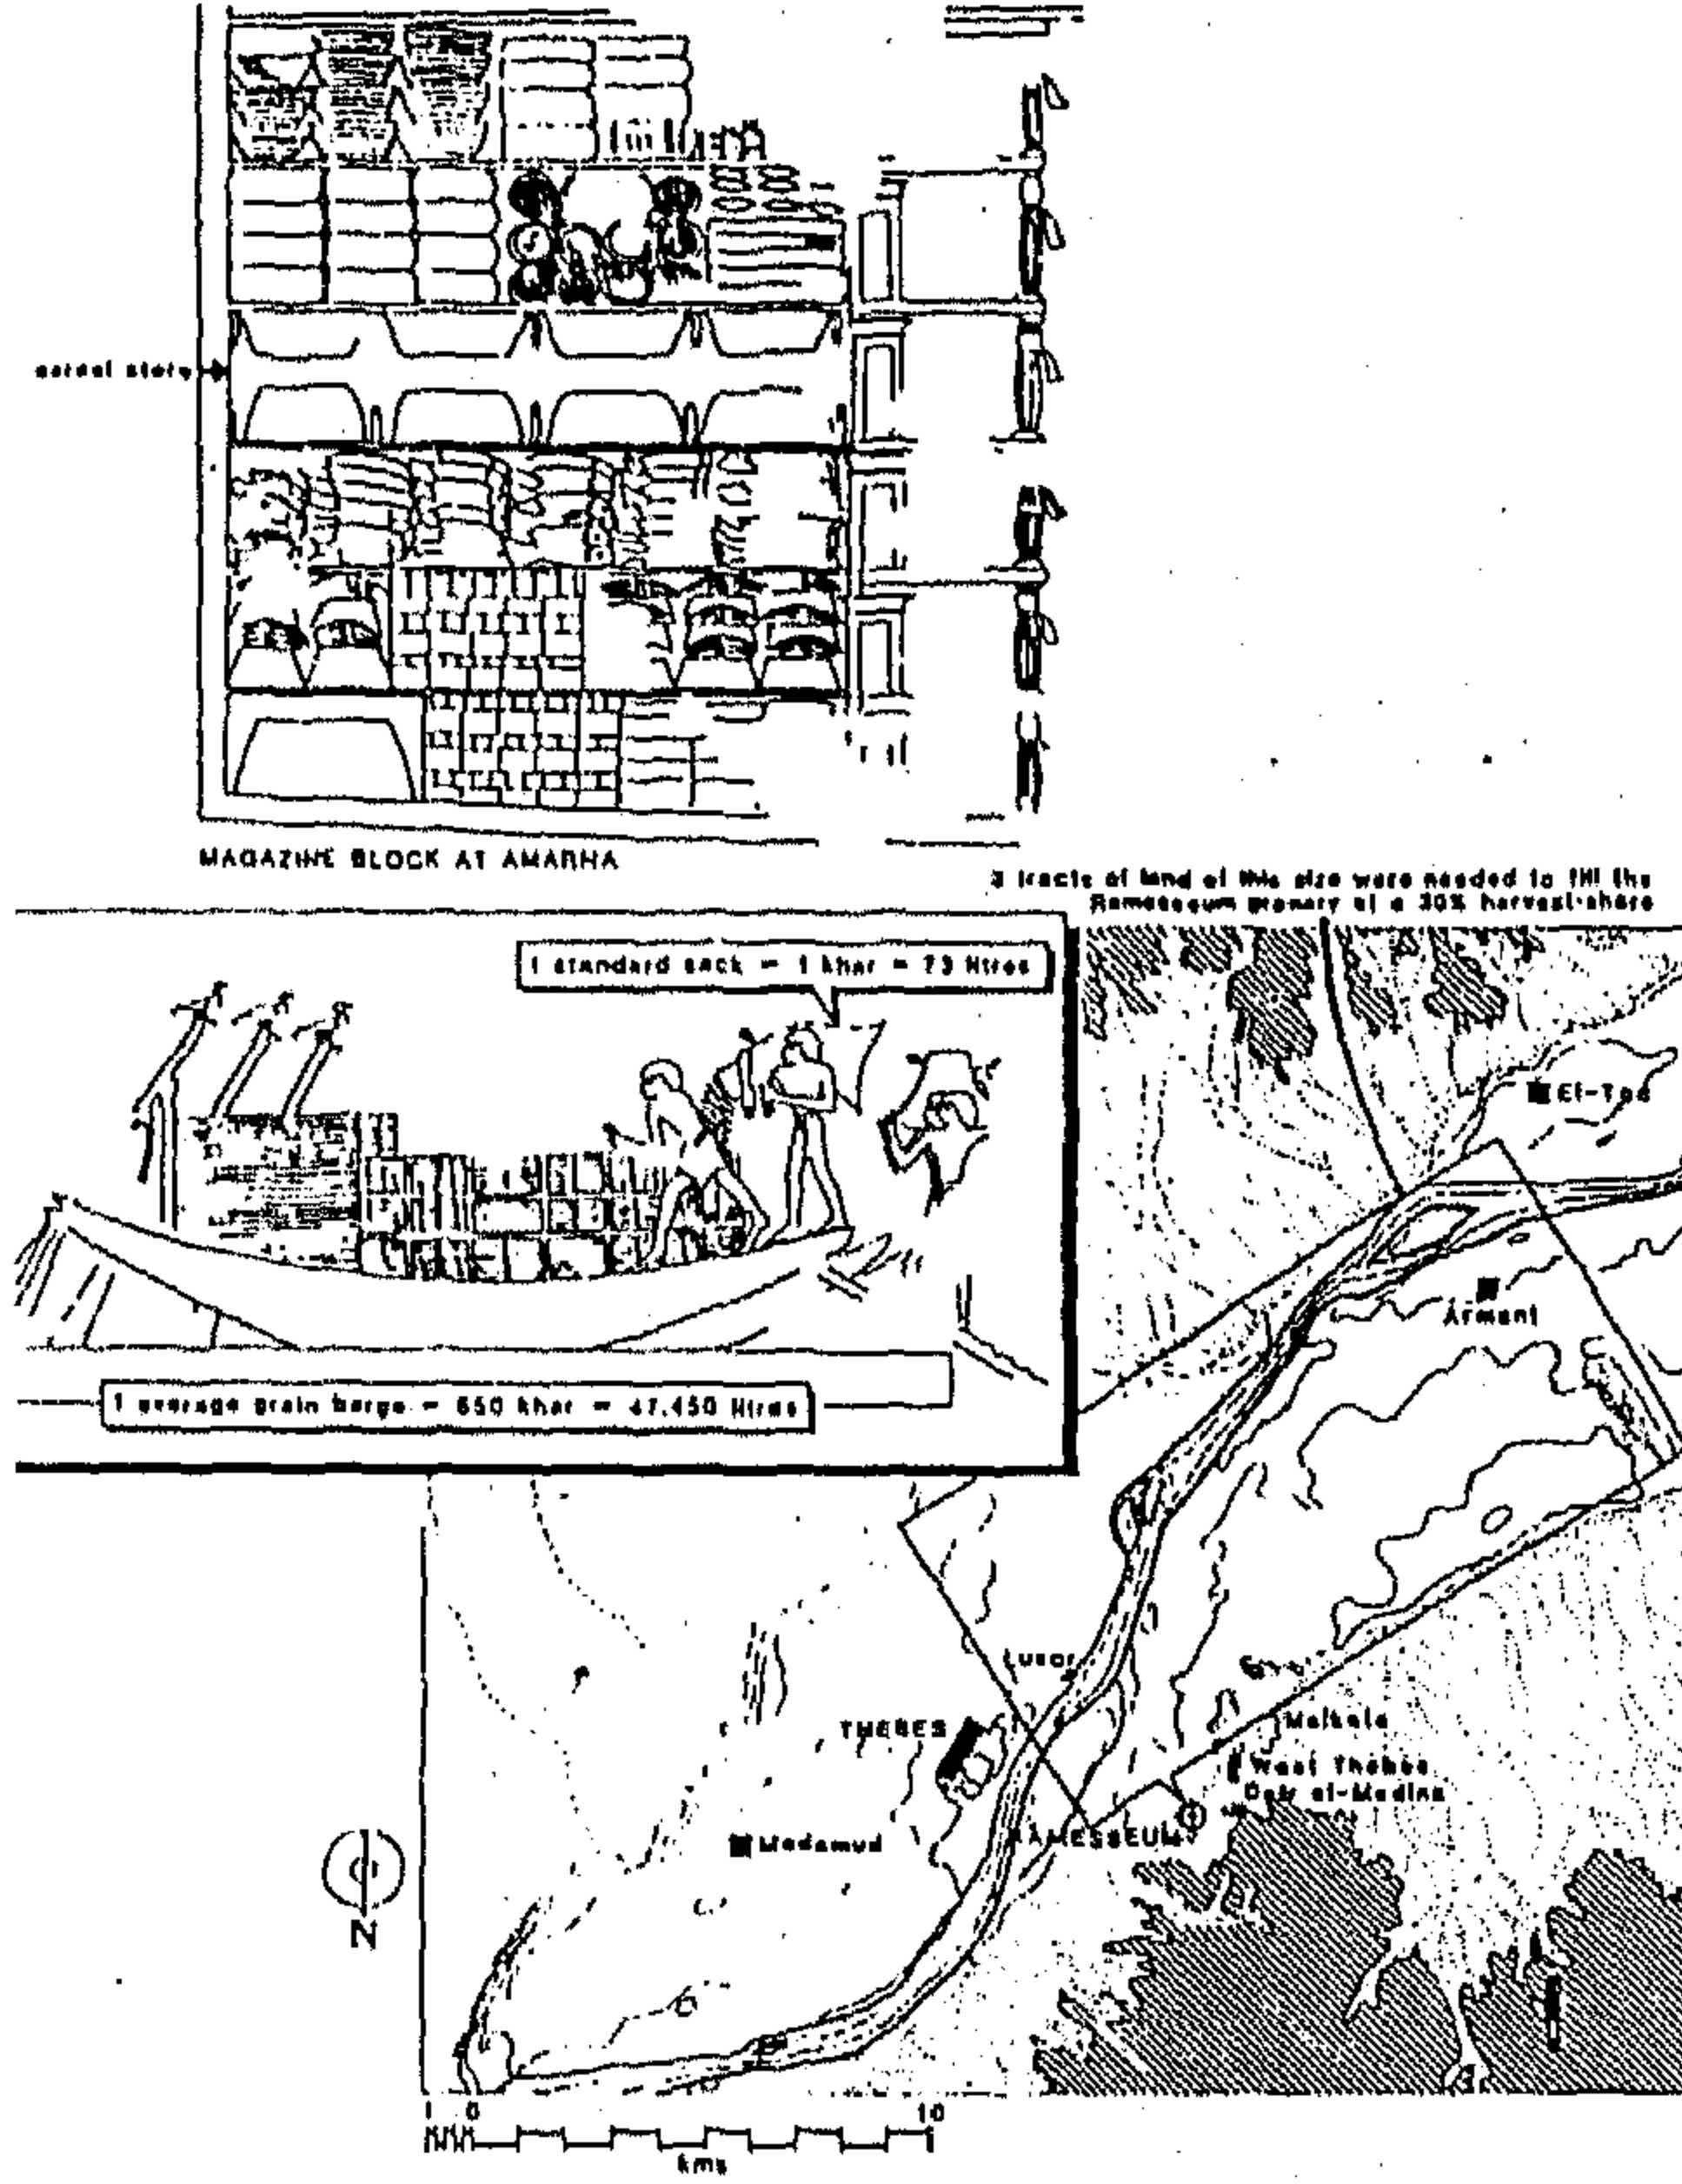 MAGAZINE BLOCK AT AMARNA
3 tracts of land of this size were needed to fill the
Ramesseum granary at a 30% harvest-share
1 standard sack = 1 khar = 73 litres
1 average grain barge = 650 khar = 47,450 litres
El-Tod
Armant
Luxor
THEBES
Malkata
West Thebes
Deir el-Medina
RAMESSEUM
Medamud
N
1 0 10
kms